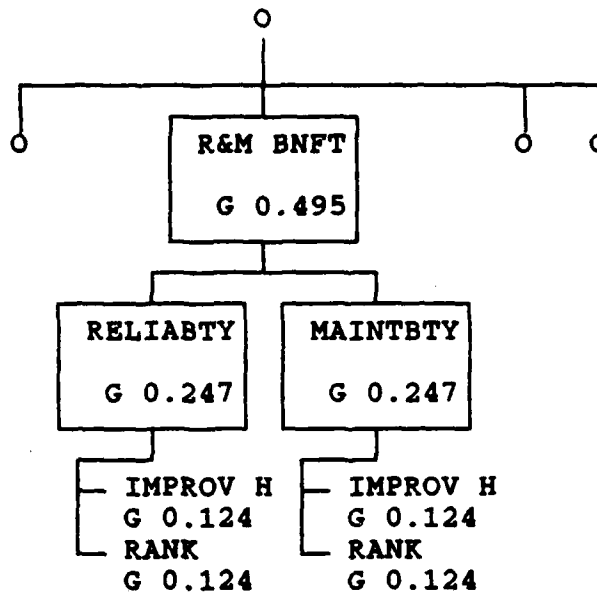 R&M BNFT
G 0.495
RELIABTY
G 0.247
MAINTBTY
G 0.247
IMPROV H
G 0.124
RANK
G 0.124
IMPROV H
G 0.124
RANK
G 0.124